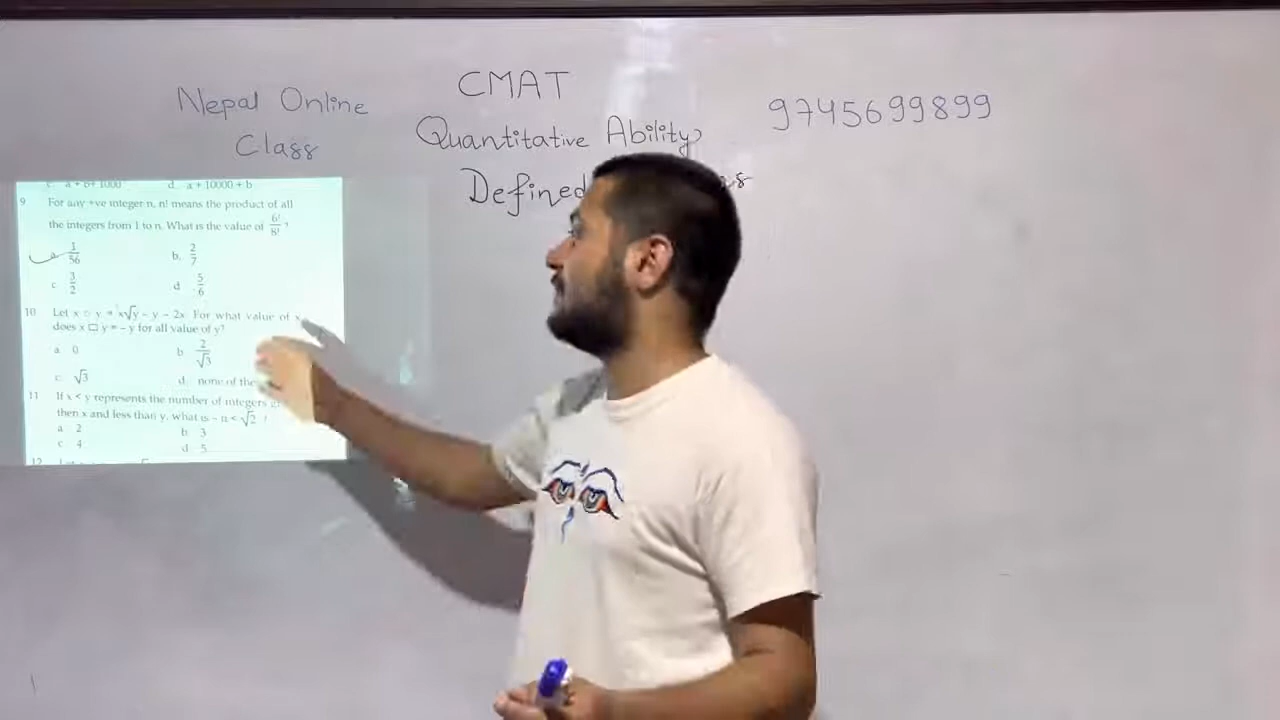 Nepal Online
Class
CMAT
Quantitative Ability
Defined
9745699899
c. a + b + 1000 d. a + 10000 + b
9. For any +ve integer n, n! means the product of all
the integers from 1 to n. What is the value of 6!/8!?
1/56 b. 2/7
c. 3/2 d. 5/6
10. Let x □ y = x√y - y - 2x. For what value of x
does x □ y = - y for all value of y?
a. 0 b. 2/√3
c. √3 d. none of the
11. If x < y represents the number of integers
then x and less than y, what is - π < √2 ?
a. 2 b. 3
c. 4 d. 5
12.